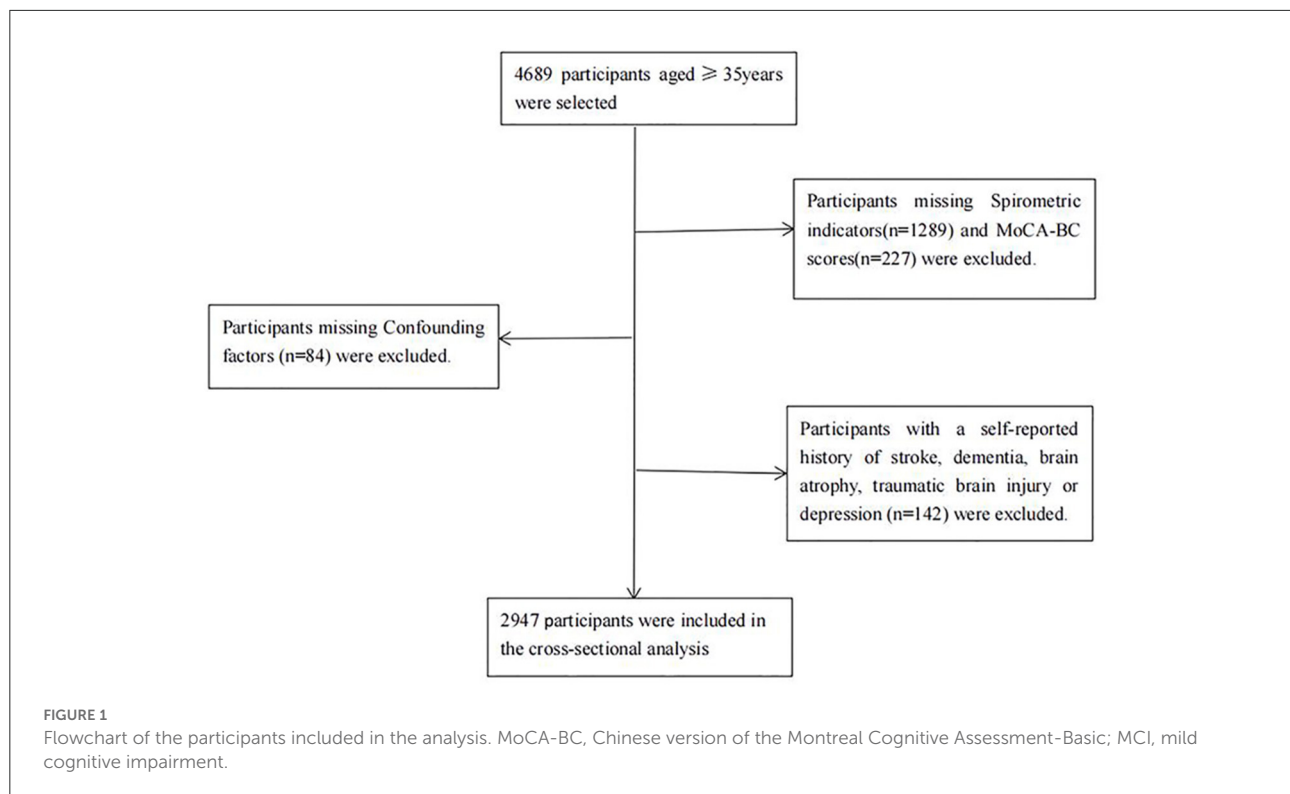 4689 participants aged ⩾ 35years
were selected
Participants missing Spirometric
indicators(n=1289) and MoCA-BC
scores(n=227) were excluded.
Participants missing Confounding
factors (n=84) were excluded.
Participants with a self-reported
history of stroke, dementia, brain
atrophy, traumatic brain injury or
depression (n=142) were excluded.
2947 participants were included in
the cross-sectional analysis
FIGURE 1
Flowchart of the participants included in the analysis. MoCA-BC, Chinese version of the Montreal Cognitive Assessment-Basic; MCI, mild
cognitive impairment.